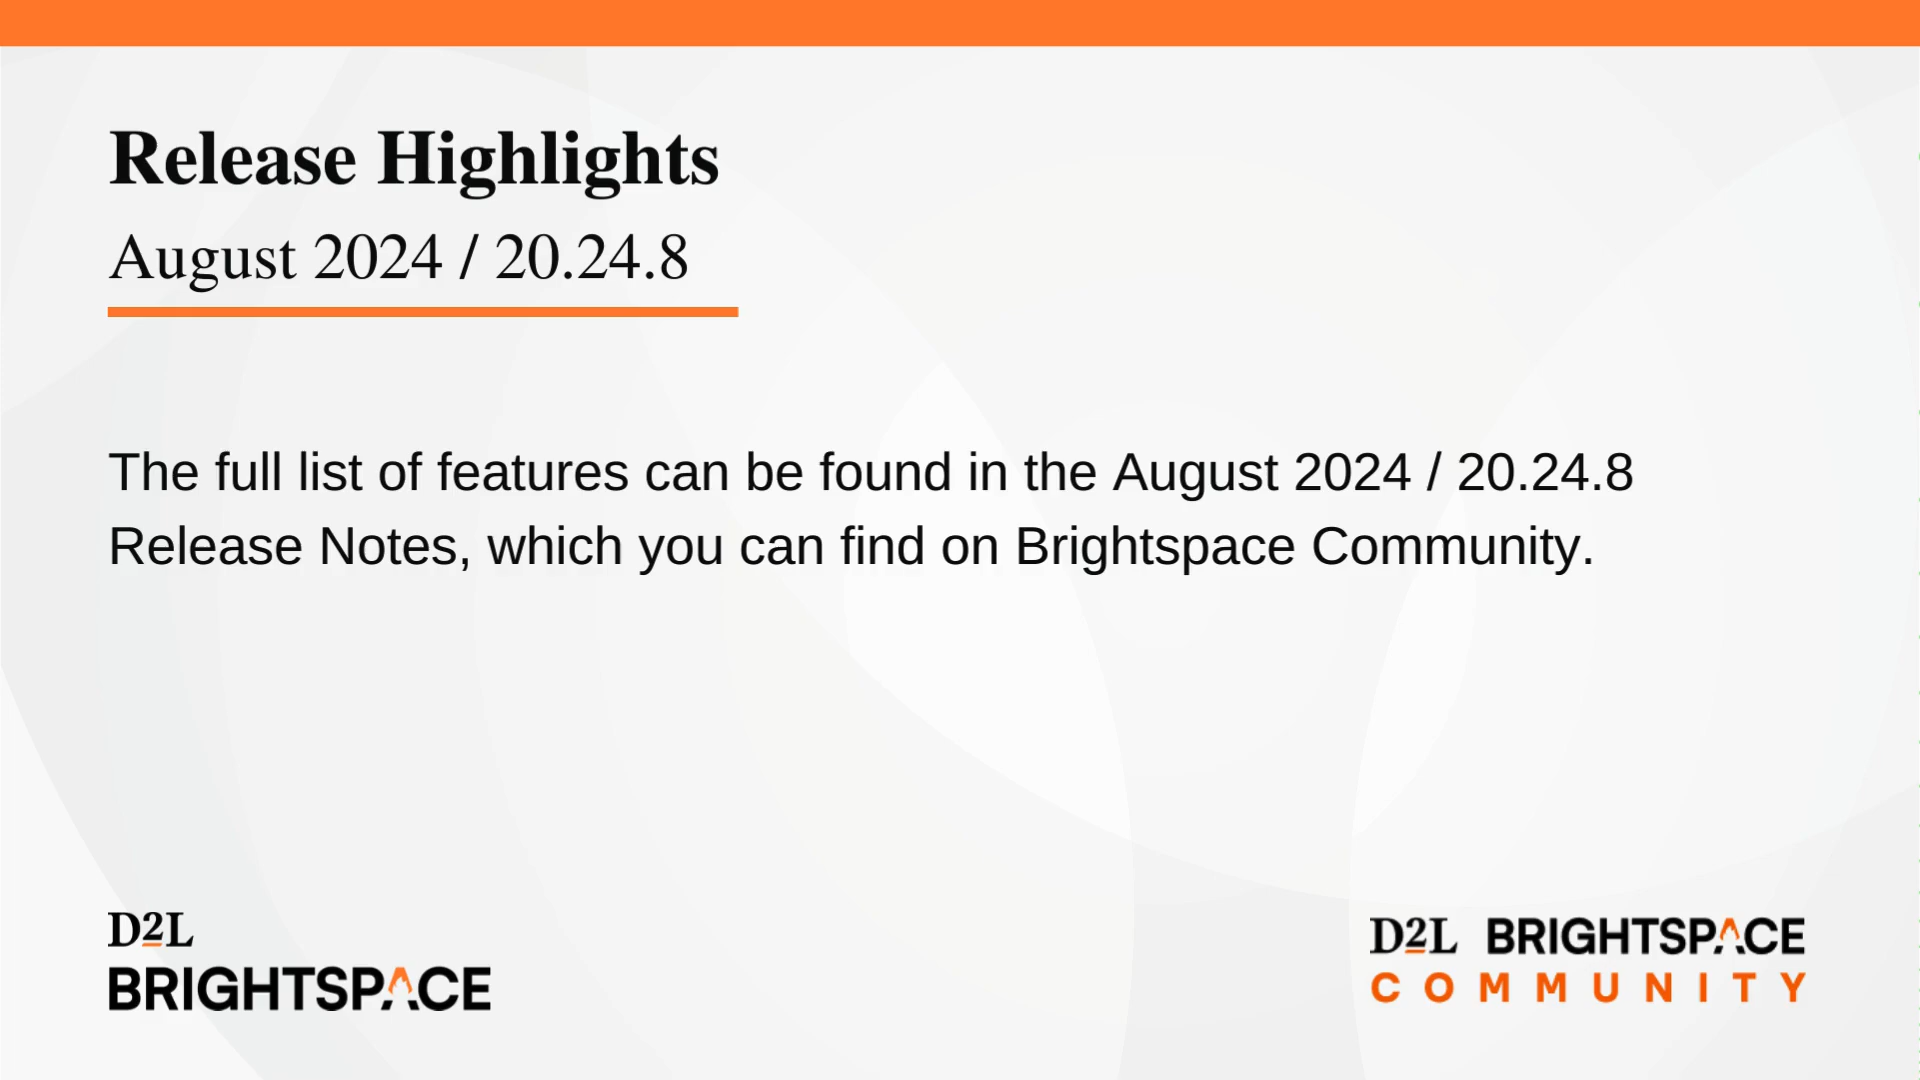 Release Highlights
August 2024 / 20.24.8
The full list of features can be found in the August 2024 / 20.24.8
Release Notes, which you can find on Brightspace Community.
D2L
BRIGHTSPACE
D2L BRIGHTSPACE
COMMUNITY